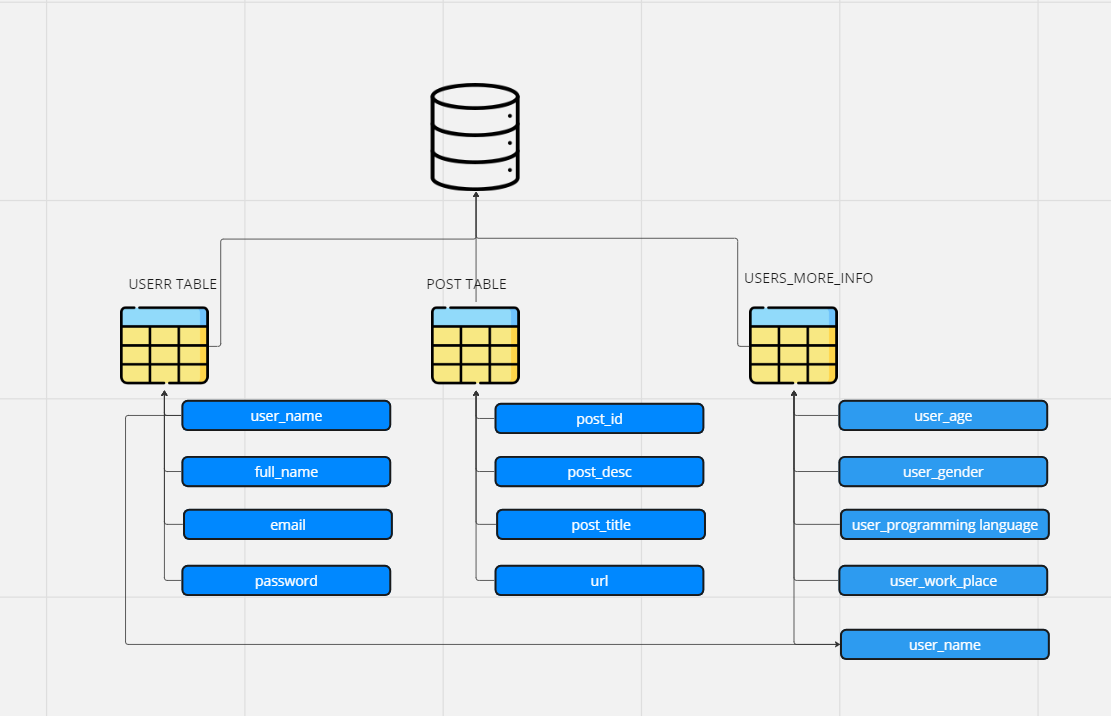 USERR TABLE
POST TABLE
USERS_MORE_INFO
user_name
full_name
email
password
post_id
post_desc
post_title
url
user_age
user_gender
user_programming language
user_work_place
user_name